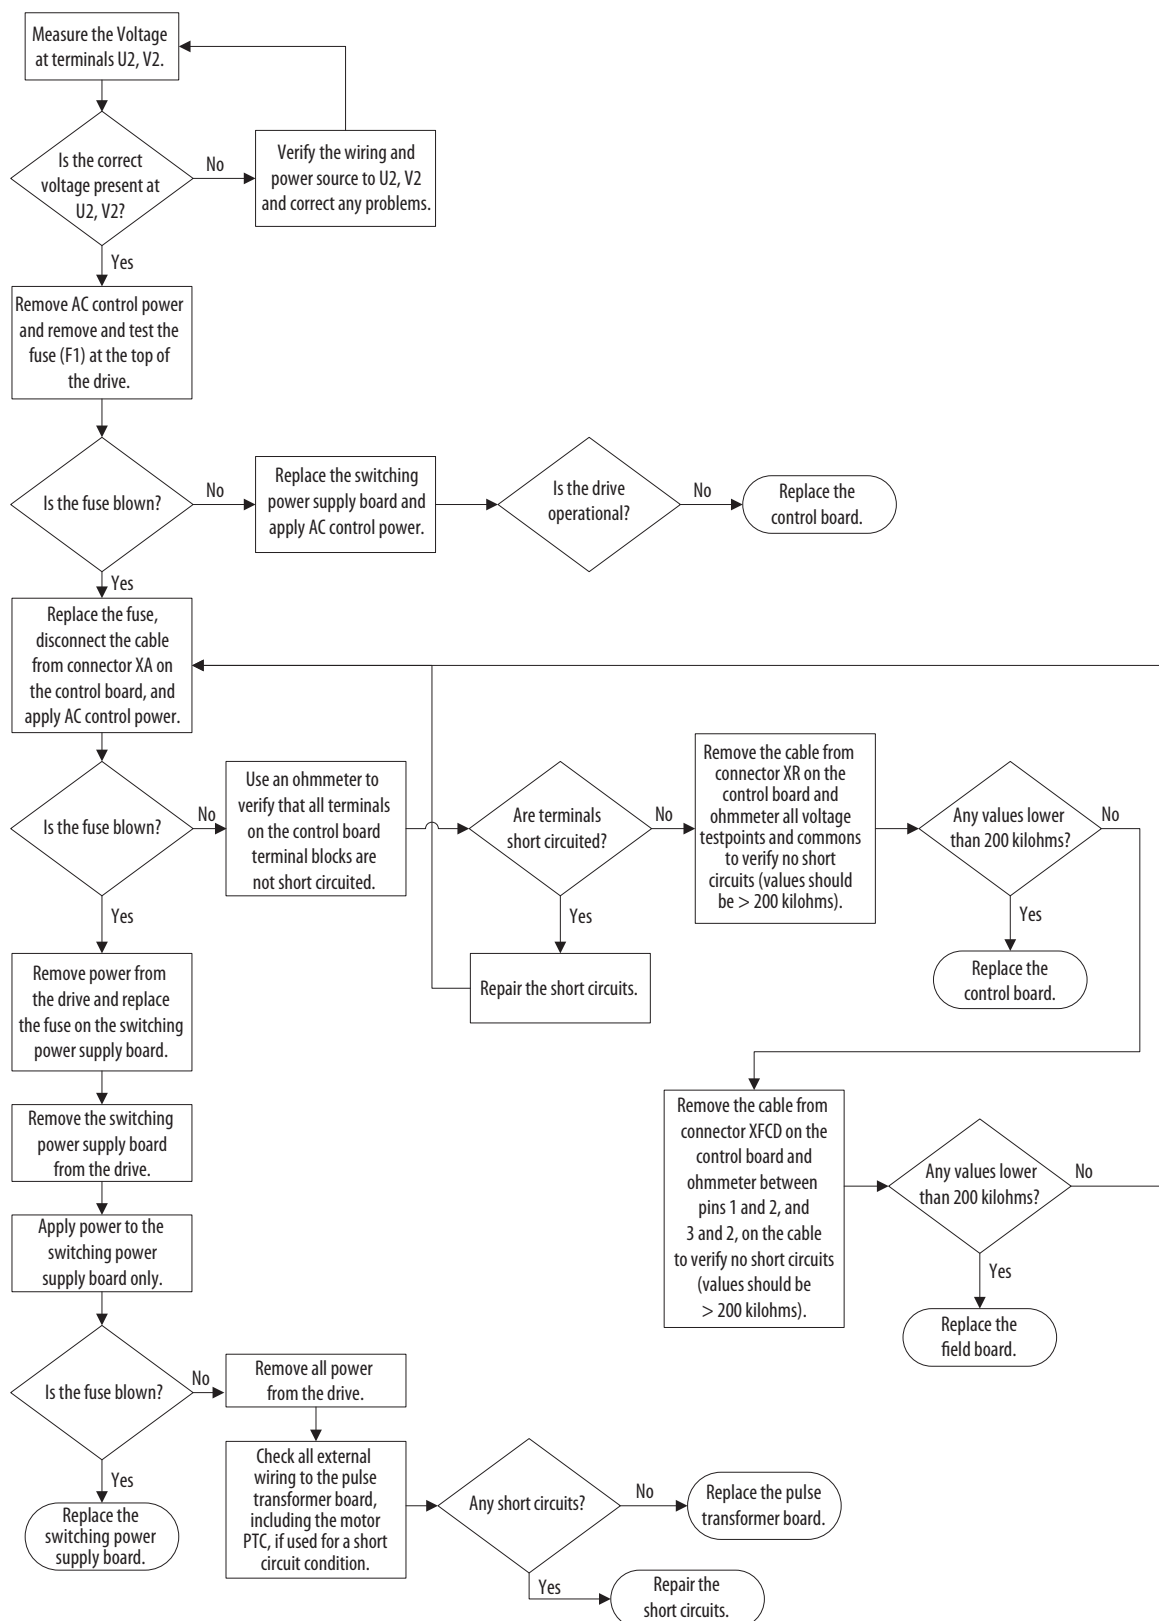 Measure the Voltage
at terminals U2, V2.
Is the correct
voltage present at
U2, V2?
No
Verify the wiring and
power source to U2, V2
and correct any problems.
Yes
Remove AC control power
and remove and test the
fuse (F1) at the top of
the drive.
Is the fuse blown?
No
Replace the switching
power supply board and
apply AC control power.
Is the drive
operational?
No
Replace the
control board.
Yes
Replace the fuse,
disconnect the cable
from connector XA on
the control board, and
apply AC control power.
Is the fuse blown?
No
Use an ohmmeter to
verify that all terminals
on the control board
terminal blocks are
not short circuited.
Are terminals
short circuited?
No
Remove the cable from
connector XR on the
control board and
ohmmeter all voltage
testpoints and commons
to verify no short
circuits (values should
be > 200 kilohms).
Any values lower
than 200 kilohms?
No
Yes
Replace the
control board.
Yes
Repair the short circuits.
Yes
Remove power from
the drive and replace
the fuse on the switching
power supply board.
Remove the switching
power supply board
from the drive.
Apply power to the
switching power
supply board only.
Remove the cable from
connector XFCD on the
control board and
ohmmeter between
pins 1 and 2, and
3 and 2, on the cable
to verify no short circuits
(values should be
> 200 kilohms).
Any values lower
than 200 kilohms?
No
Yes
Replace the
field board.
Is the fuse blown?
No
Remove all power
from the drive.
Yes
Replace the
switching power
supply board.
Check all external
wiring to the pulse
transformer board,
including the motor
PTC, if used for a short
circuit condition.
Any short circuits?
No
Replace the pulse
transformer board.
Yes
Repair the
short circuits.